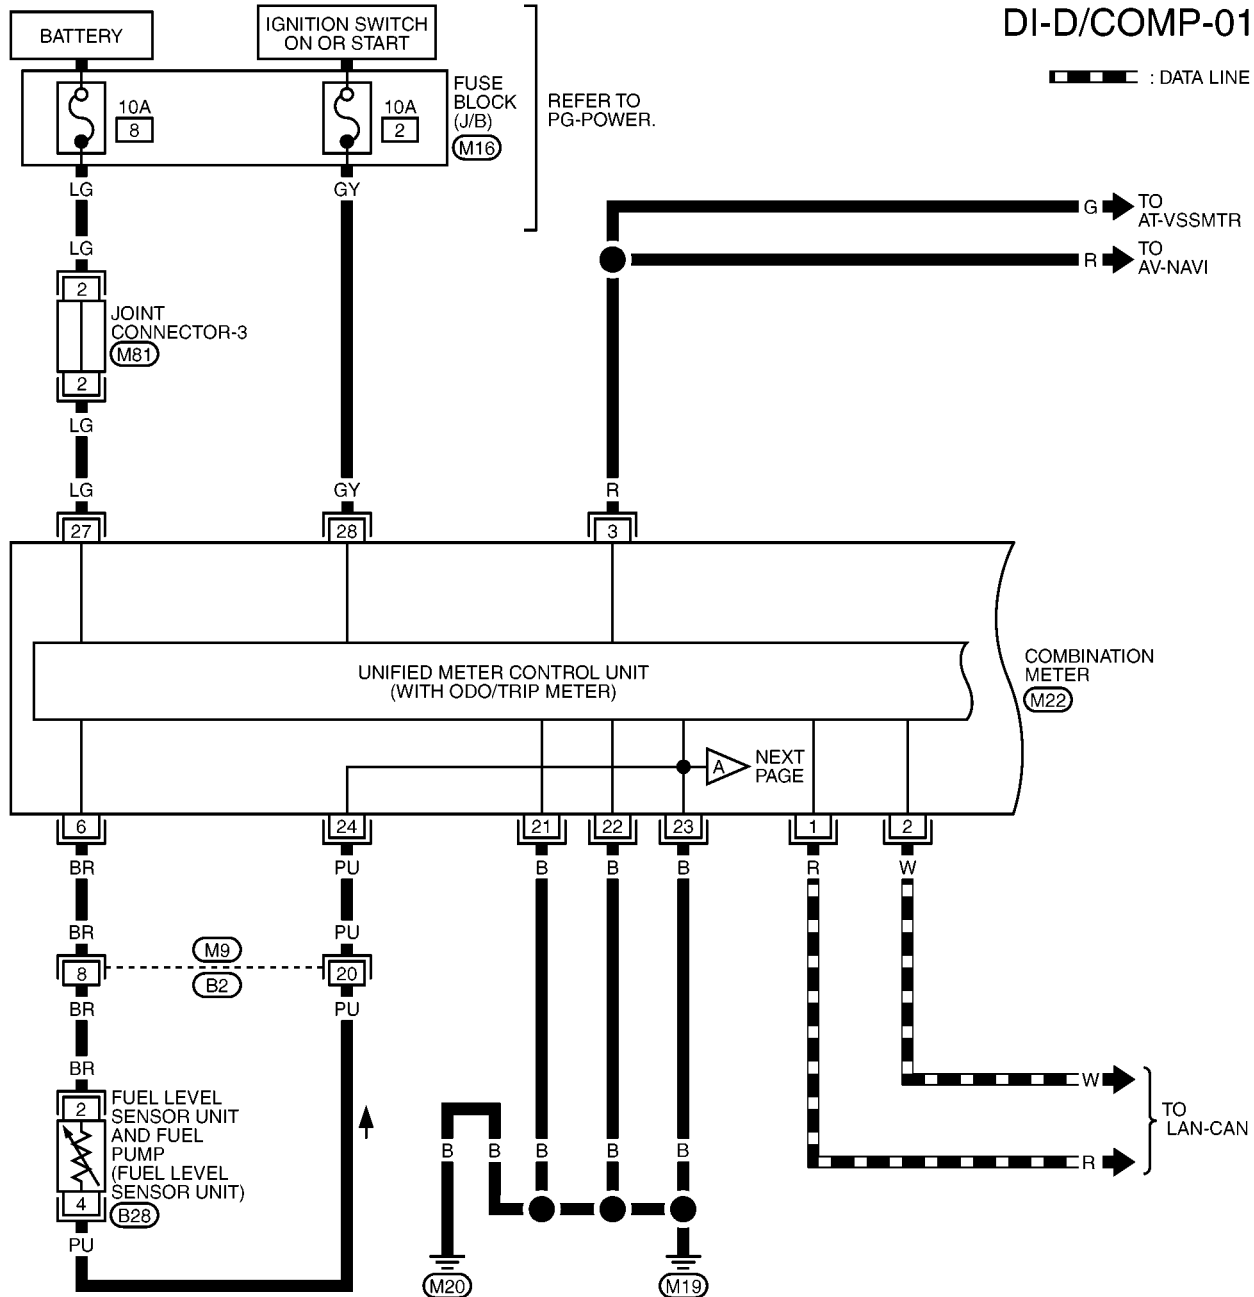 DI-D/COMP-01
: DATA LINE
BATTERY
IGNITION SWITCH
ON OR START
10A
8
10A
2
FUSE
BLOCK
(J/B)
M16
REFER TO
PG-POWER.
LG
GY
G
TO
AT-VSSMTR
R
TO
AV-NAVI
LG
2
JOINT
CONNECTOR-3
M81
2
LG
LG
GY
R
27
28
3
UNIFIED METER CONTROL UNIT
(WITH ODO/TRIP METER)
COMBINATION
METER
M22
A
NEXT
PAGE
6
24
21
22
23
1
2
BR
PU
B
B
B
R
W
BR
PU
M9
8
20
B2
BR
PU
BR
2
FUEL LEVEL
SENSOR UNIT
AND FUEL
PUMP
(FUEL LEVEL
SENSOR UNIT)
4
B28
PU
B
B
B
B
B
W
R
TO
LAN-CAN
M20
M19